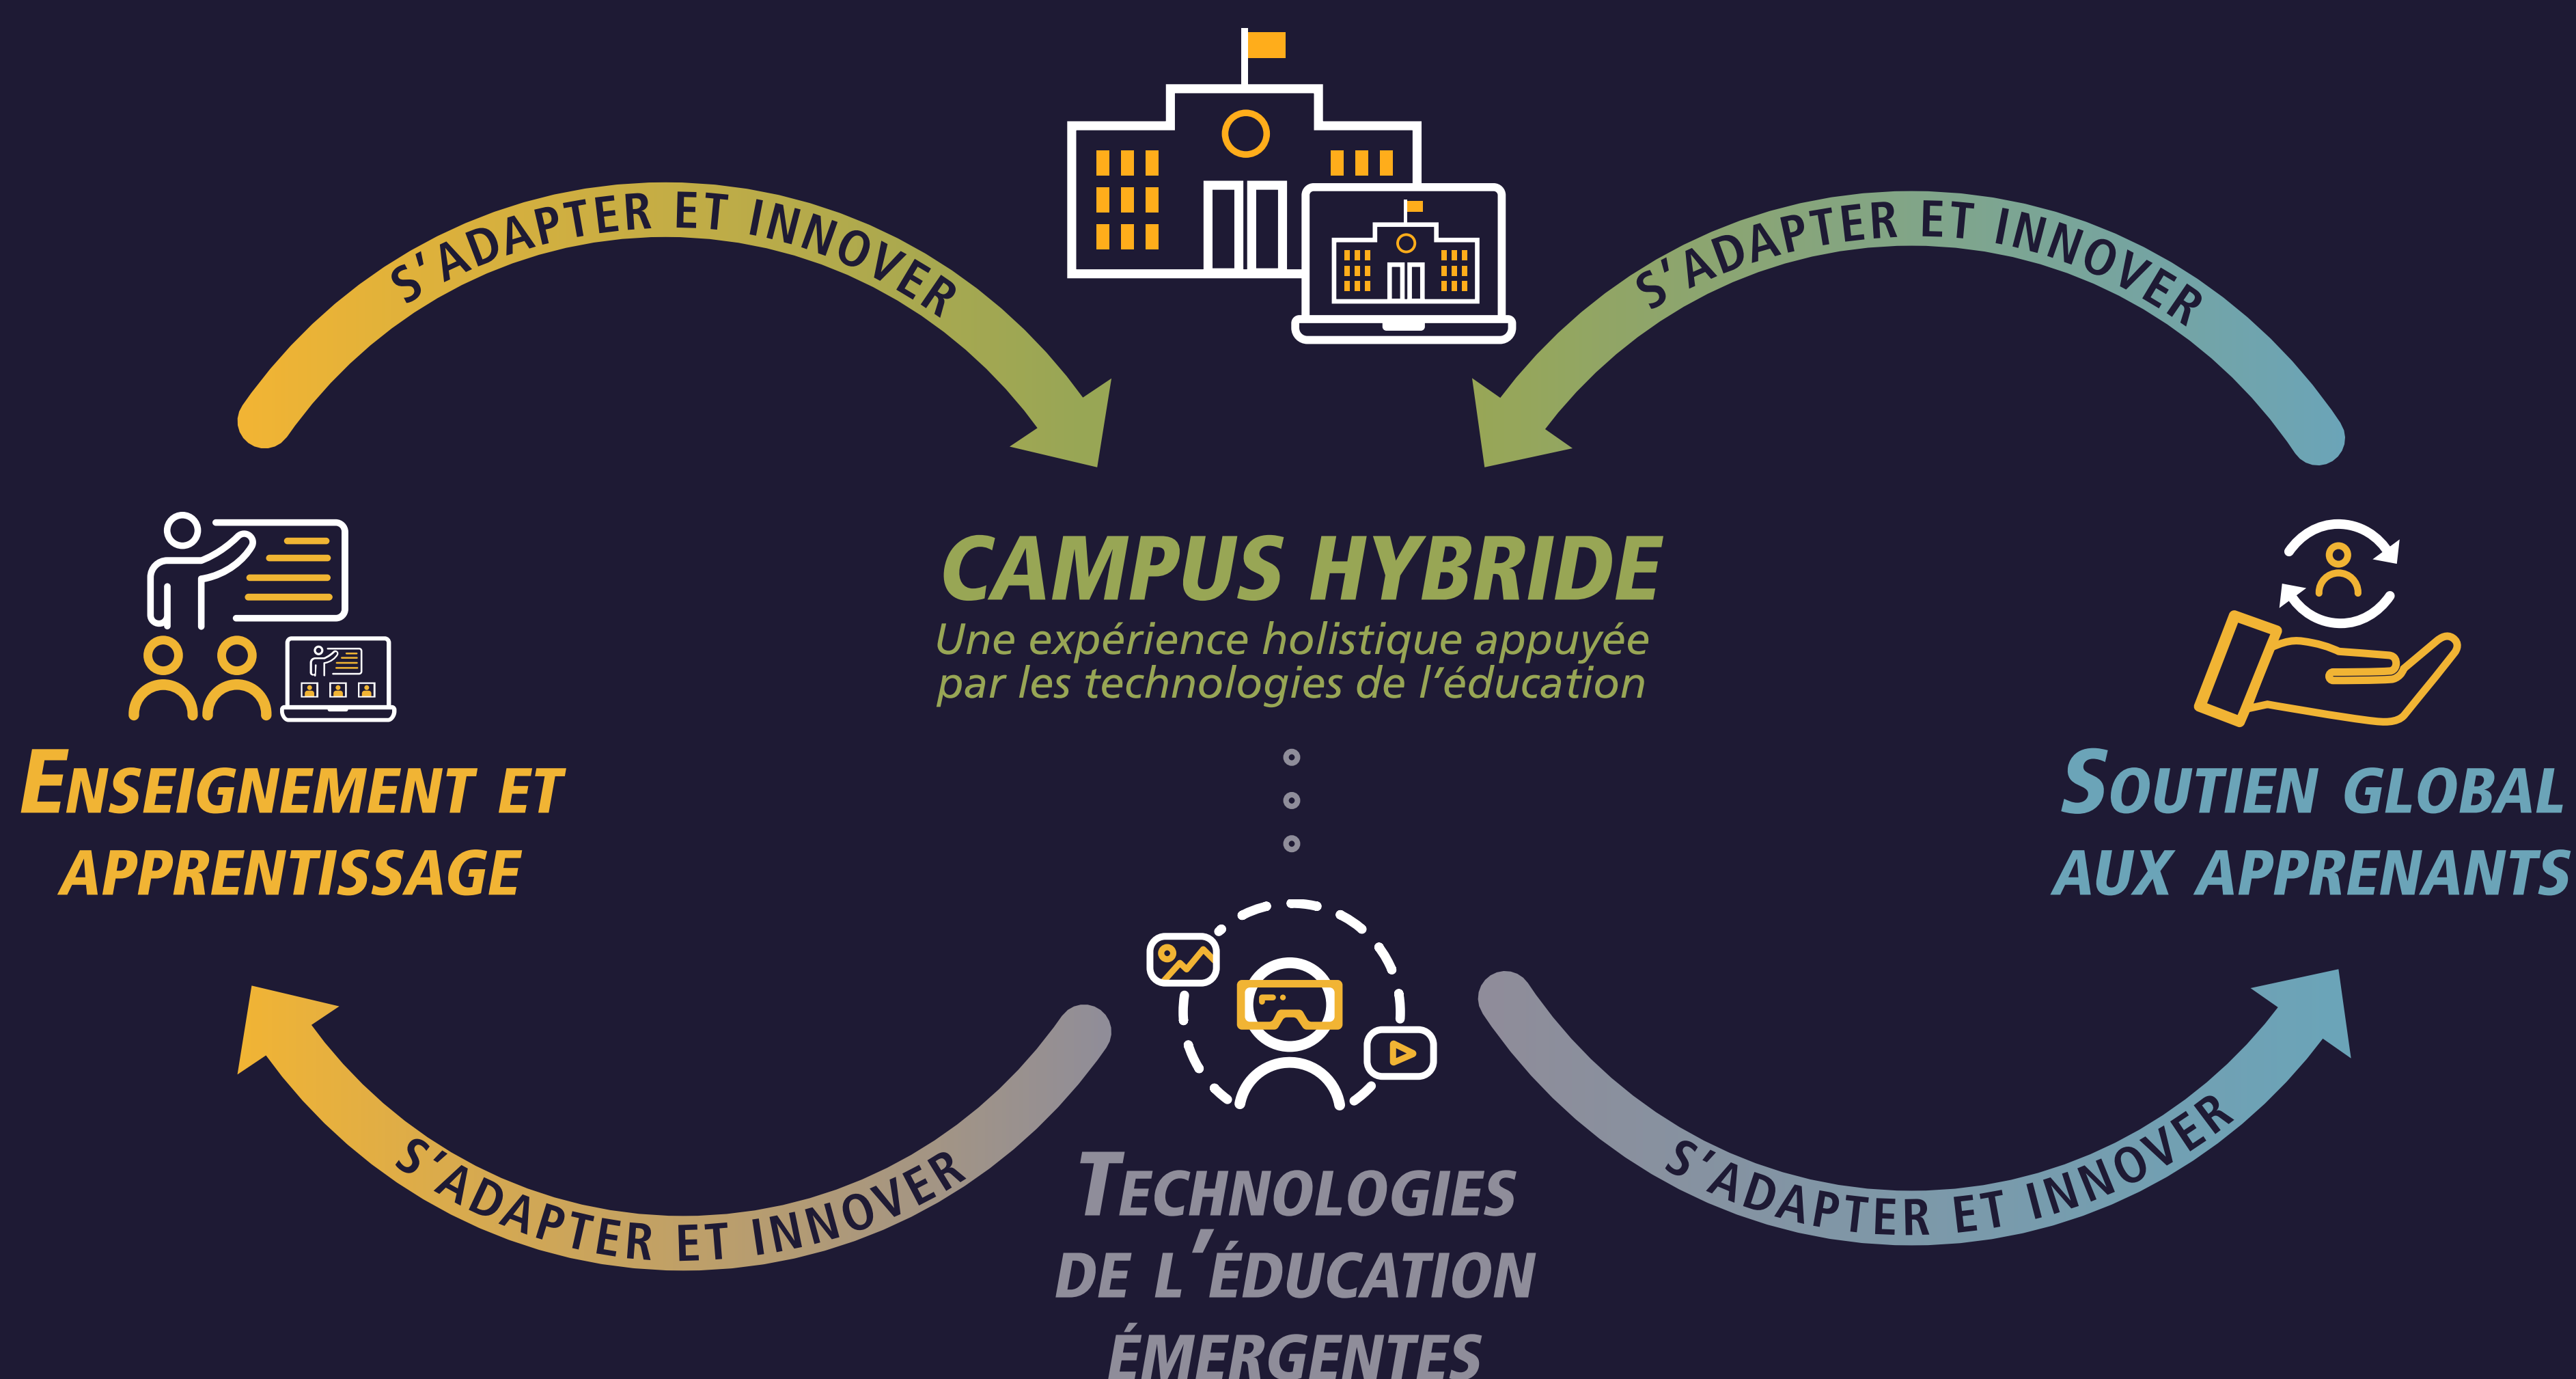 S’ADAPTER ET INNOVER
S’ADAPTER ET INNOVER
CAMPUS HYBRIDE
Une expérience holistique appuyée
par les technologies de l’éducation
ENSEIGNEMENT ET
APPRENTISSAGE
SOUTIEN GLOBAL
AUX APPRENANTS
S’ADAPTER ET INNOVER
S’ADAPTER ET INNOVER
TECHNOLOGIES
DE L’ÉDUCATION
ÉMERGENTES